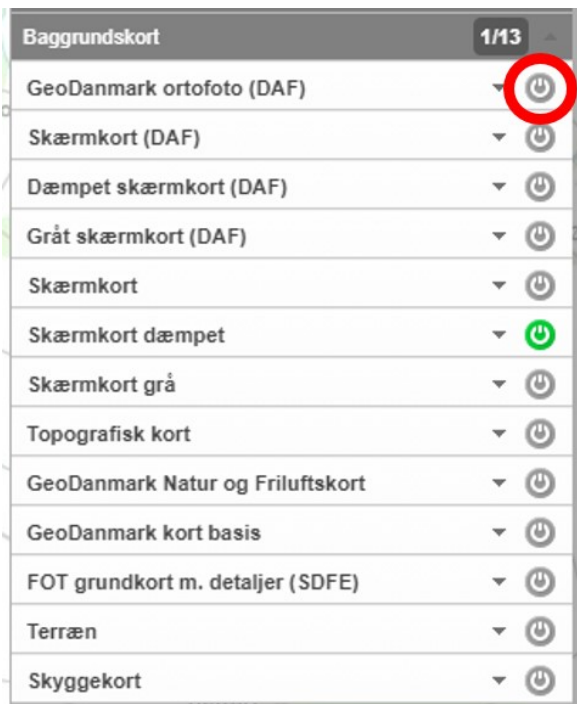 Baggrundskort 1/13
GeoDanmark ortofoto (DAF)
Skærmkort (DAF)
Dæmpet skærmkort (DAF)
Gråt skærmkort (DAF)
Skærmkort
Skærmkort dæmpet
Skærmkort grå
Topografisk kort
GeoDanmark Natur og Friluftskort
GeoDanmark kort basis
FOT grundkort m. detaljer (SDFE)
Terræn
Skyggekort